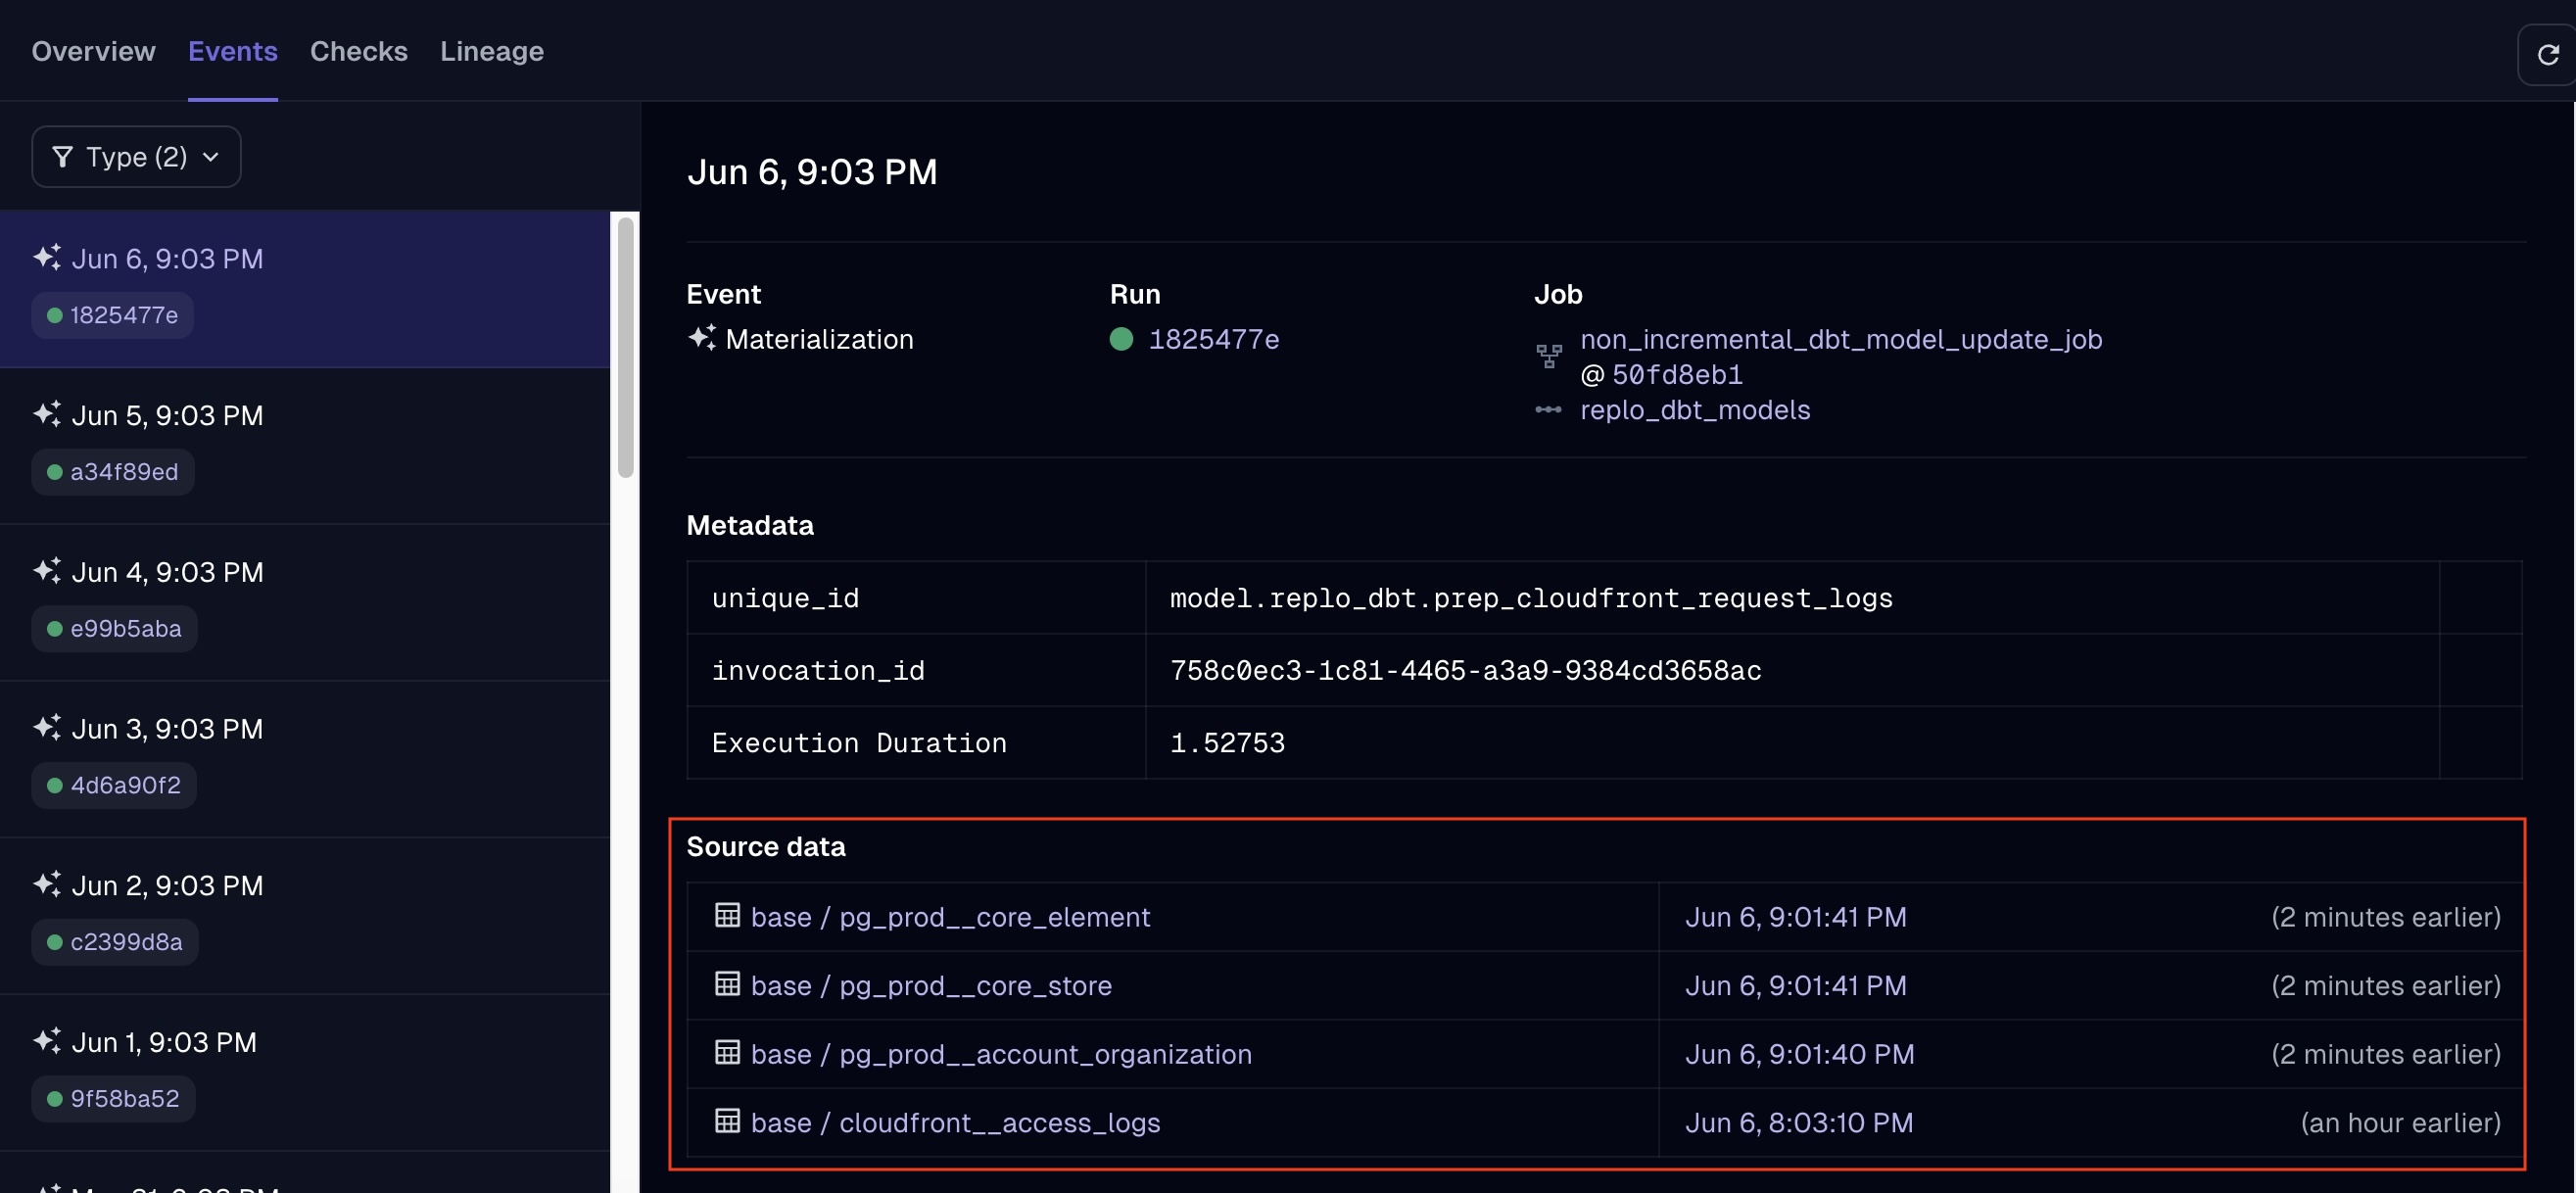 Overview Events Checks Lineage
Type (2)
Jun 6, 9:03 PM
1825477e
Jun 5, 9:03 PM
a34f89ed
Jun 4, 9:03 PM
e99b5aba
Jun 3, 9:03 PM
4d6a90f2
Jun 2, 9:03 PM
c2399d8a
Jun 1, 9:03 PM
9f58ba52
Jun 6, 9:03 PM
Event Run Job
Materialization 1825477e non_incremental_dbt_model_update_job
@ 50fd8eb1
replo_dbt_models
Metadata
unique_id model.replo_dbt.prep_cloudfront_request_logs
invocation_id 758c0ec3-1c81-4465-a3a9-9384cd3658ac
Execution Duration 1.52753
Source data
base / pg_prod__core_element Jun 6, 9:01:41 PM (2 minutes earlier)
base / pg_prod__core_store Jun 6, 9:01:41 PM (2 minutes earlier)
base / pg_prod__account_organization Jun 6, 9:01:40 PM (2 minutes earlier)
base / cloudfront__access_logs Jun 6, 8:03:10 PM (an hour earlier)